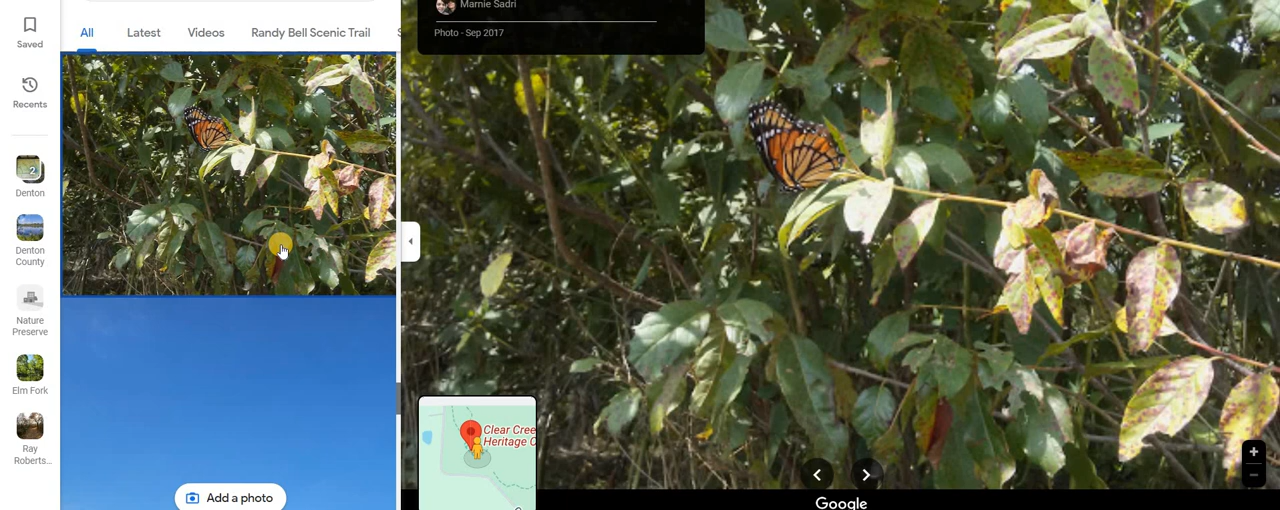 Saved
Recents
Denton
2
Denton
County
Nature
Preserve
Elm Fork
Ray
Roberts...
All
Latest
Videos
Randy Bell Scenic Trail
Add a photo
Marnie Sadri
Photo - Sep 2017
Clear Cree
Heritage C
Google